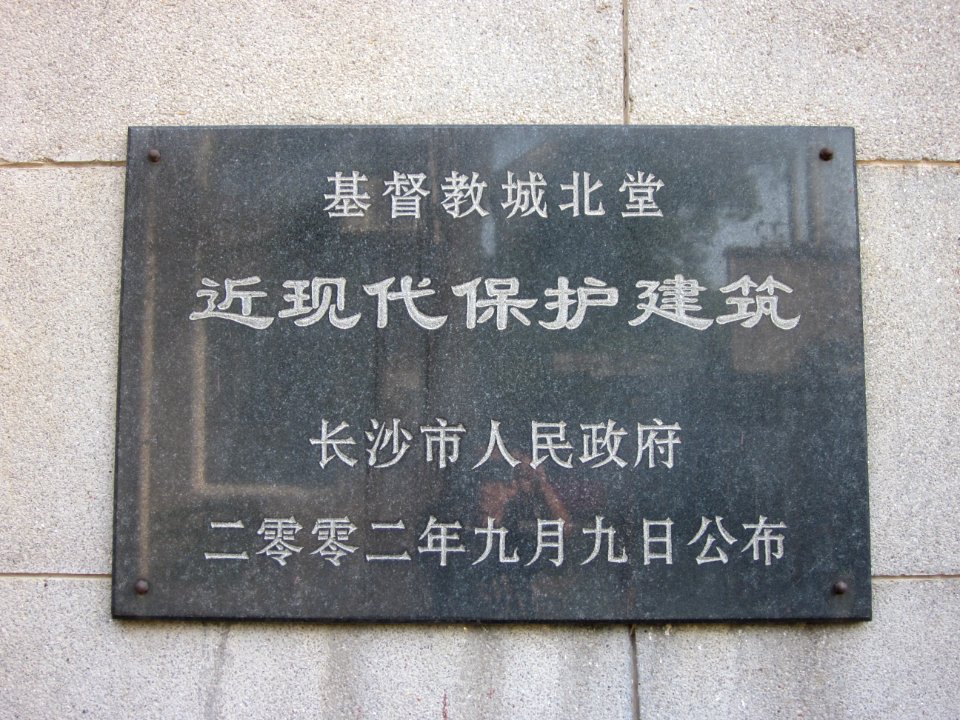 基督教城北堂
近现代保护建筑
长沙市人民政府
二零零二年九月九日公布